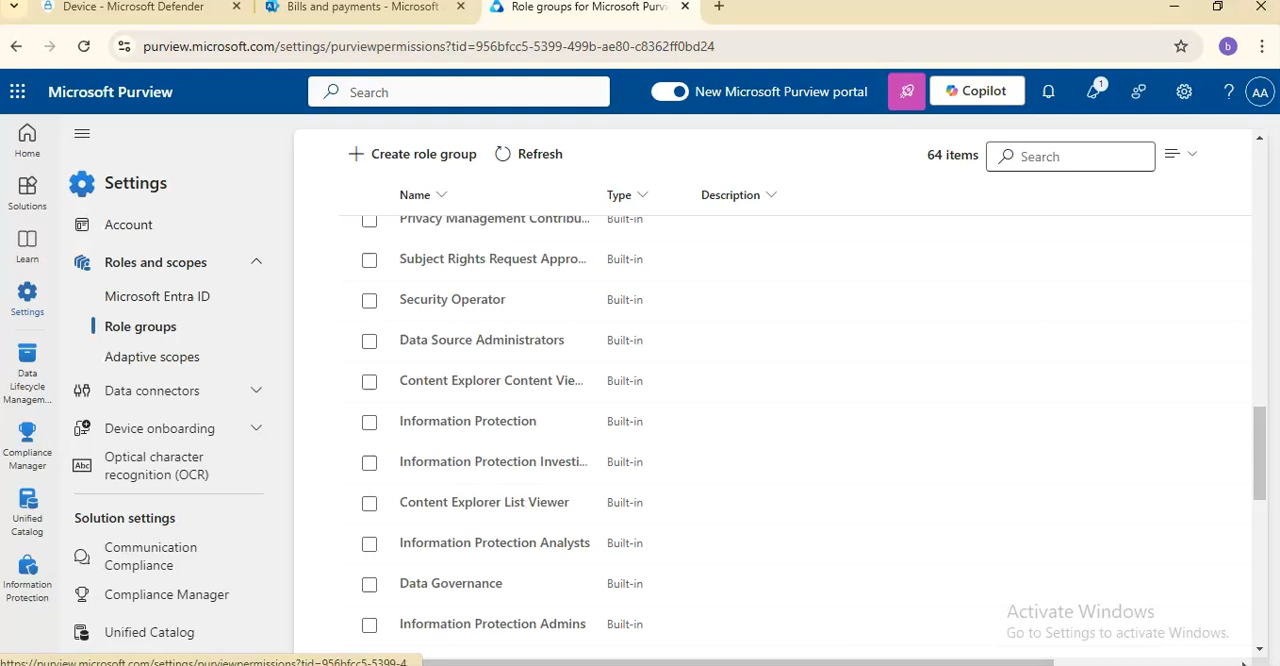 Device - Microsoft Defender
Bills and payments - Microsoft
Role groups for Microsoft Purvi
purview.microsoft.com/settings/purviewpermissions?tid=956bfcc5-5399-499b-ae80-c8362ff0bd24
b
Microsoft Purview
Search
New Microsoft Purview portal
Copilot
1
?
AA
Home
Solutions
Learn
Settings
Data
Lifecycle
Managem...
Compliance
Manager
Unified
Catalog
Information
Protection
Settings
Account
Roles and scopes
Microsoft Entra ID
Role groups
Adaptive scopes
Data connectors
Device onboarding
Abc
Optical character
recognition (OCR)
Solution settings
Communication
Compliance
Compliance Manager
Unified Catalog
Create role group
Refresh
64 items
Search
Name
Type
Description
Privacy Management Contribu... Built-in
Subject Rights Request Appro... Built-in
Security Operator Built-in
Data Source Administrators Built-in
Content Explorer Content Vie... Built-in
Information Protection Built-in
Information Protection Investi... Built-in
Content Explorer List Viewer Built-in
Information Protection Analysts Built-in
Data Governance Built-in
Information Protection Admins Built-in
Activate Windows
Go to Settings to activate Windows.
https://purview.microsoft.com/settings/purviewpermissions?tid=956bfcc5-5399-4...